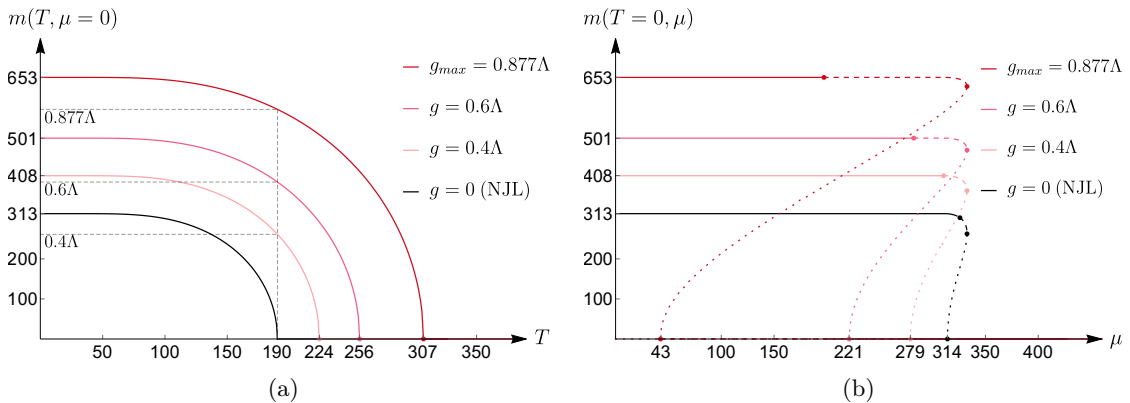 m(T, μ = 0)
653
501
408
313
200
100
0.877Λ
0.6Λ
0.4Λ
g_max = 0.877Λ
g = 0.6Λ
g = 0.4Λ
g = 0 (NJL)
50 100 150 190 224 256 307 350
T
(a)
m(T = 0, μ)
653
501
408
313
200
100
g_max = 0.877Λ
g = 0.6Λ
g = 0.4Λ
g = 0 (NJL)
43 100 150 221 279 314 350 400
μ
(b)